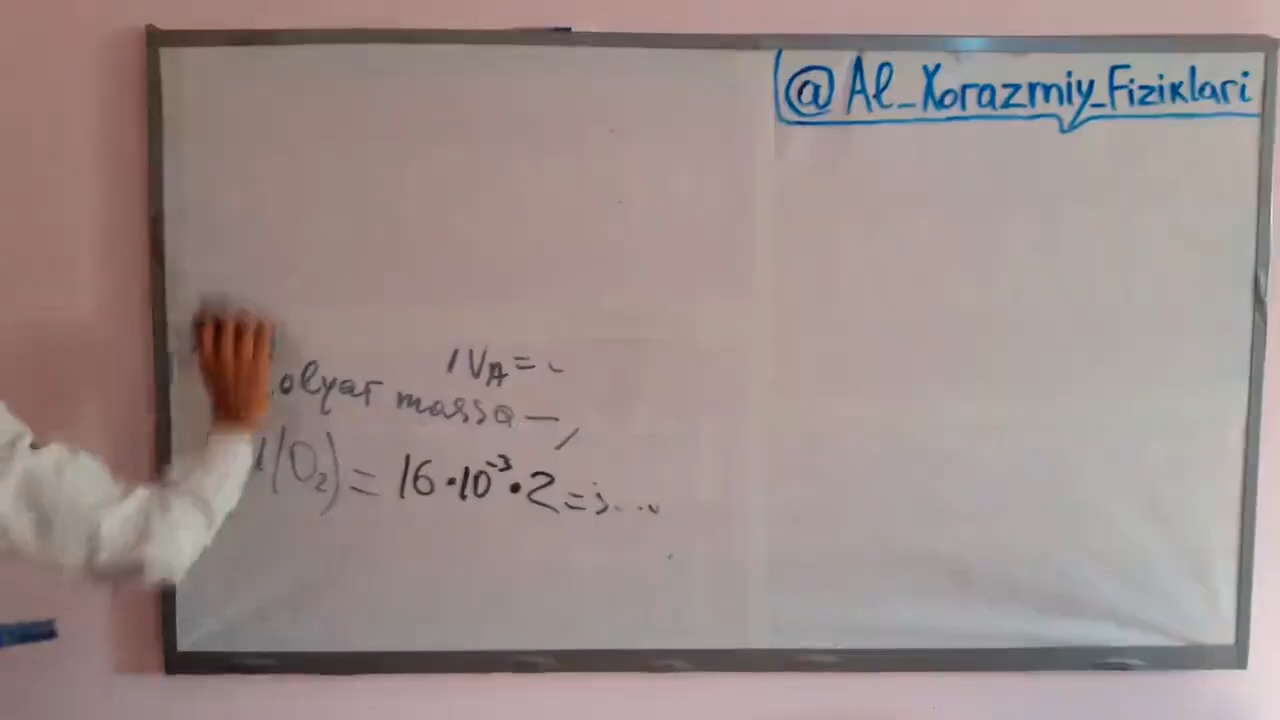 @Al_Xorazmiy_Fiziklari
NA=
olyar massa –
(O₂) = 16·10⁻³·2 =